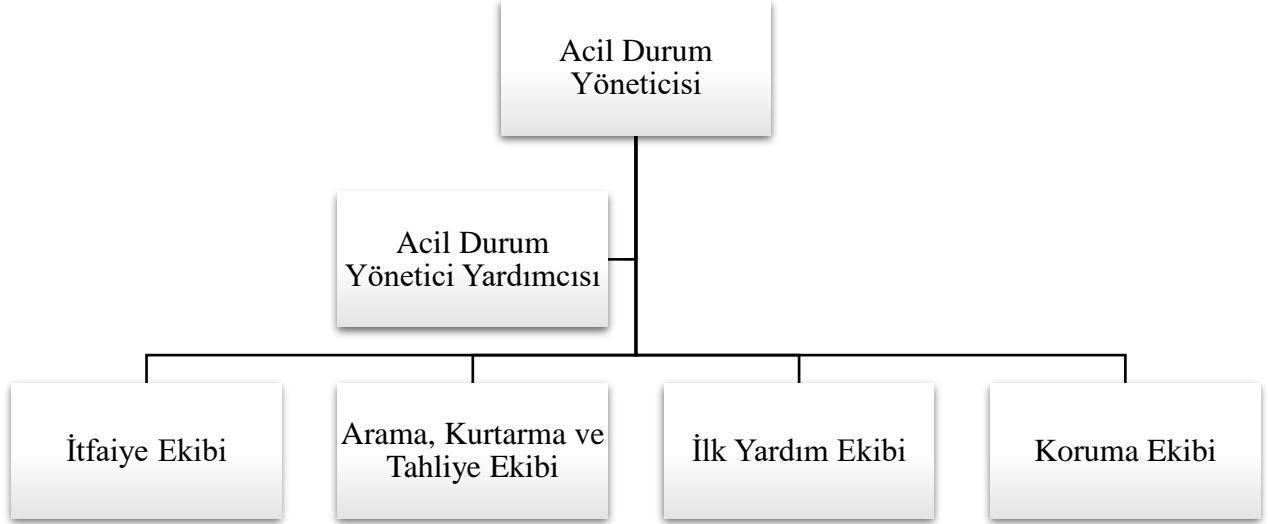 Acil Durum
Yöneticisi
Acil Durum
Yönetici Yardımcısı
İtfaiye Ekibi
Arama, Kurtarma ve
Tahliye Ekibi
İlk Yardım Ekibi
Koruma Ekibi